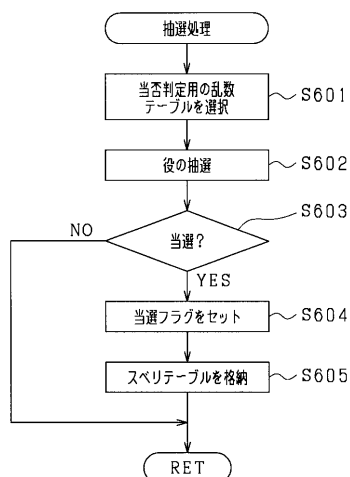 抽選処理
当否判定用の乱数
テーブルを選択
S601
役の抽選
S602
S603
NO
当選?
YES
当選フラグをセット
S604
スベリテーブルを格納
S605
RET